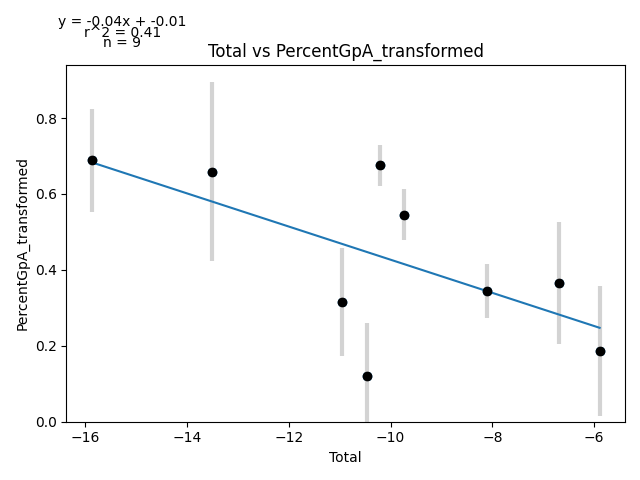 y = -0.04x + -0.01
r^2 = 0.41
n = 9
Total vs PercentGpA_transformed
PercentGpA_transformed
0.8
0.6
0.4
0.2
0.0
−16
−14
−12
−10
−8
−6
Total